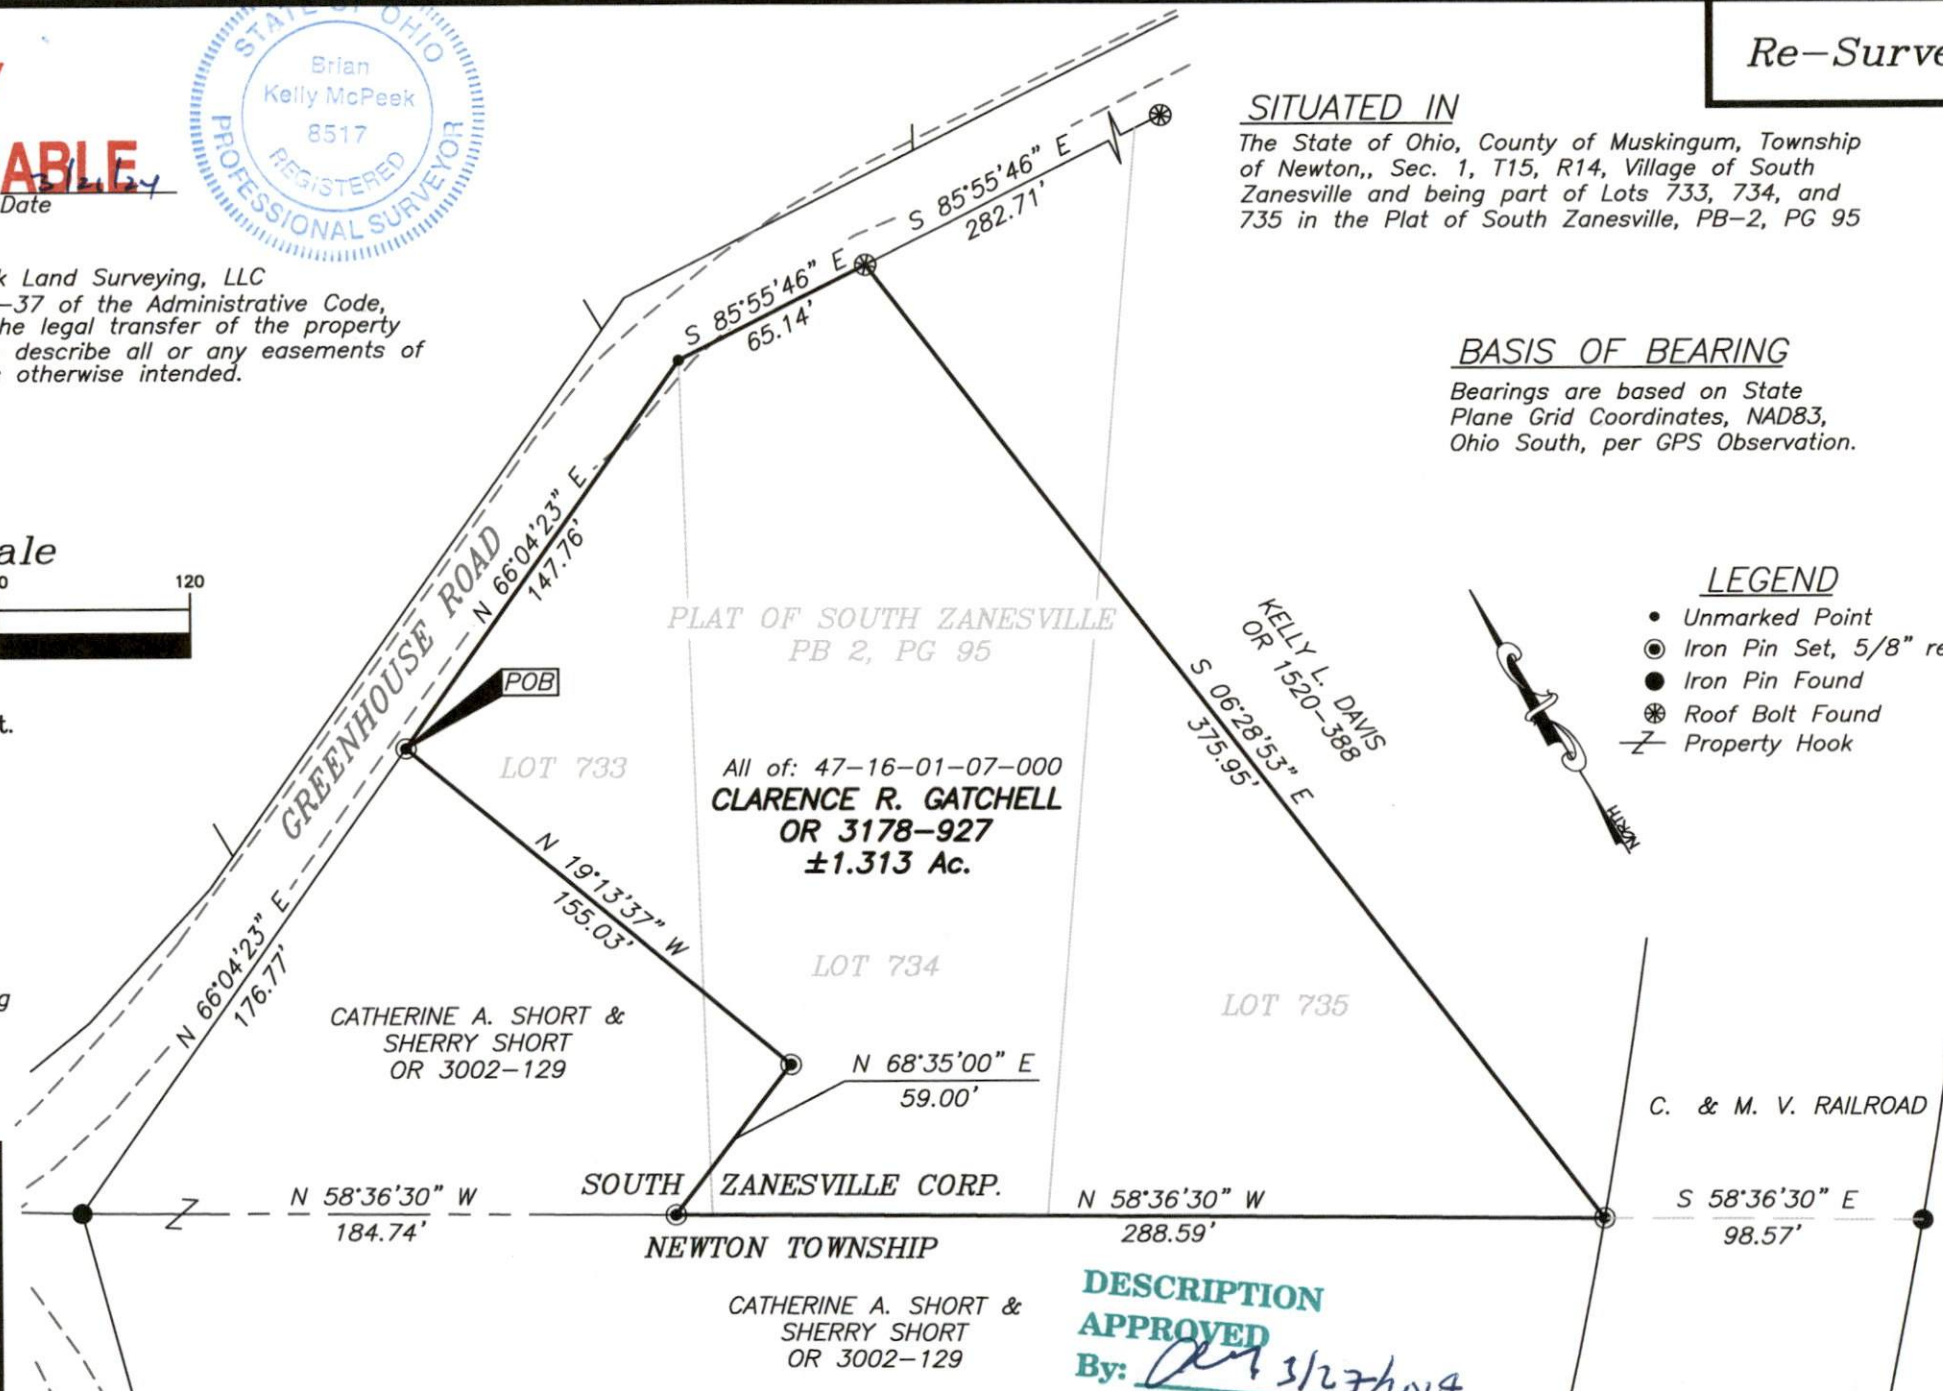 STATE OF OHIO
Brian
Kelly McPeek
8517
REGISTERED
PROFESSIONAL SURVEYOR
Re-Surve
ABLE
3/21/24
Date
k Land Surveying, LLC
-37 of the Administrative Code,
he legal transfer of the property
describe all or any easements of
otherwise intended.
SITUATED IN
The State of Ohio, County of Muskingum, Township
of Newton,, Sec. 1, T15, R14, Village of South
Zanesville and being part of Lots 733, 734, and
735 in the Plat of South Zanesville, PB-2, PG 95
S 85°55'46" E
282.71'
S 85°55'46" E
65.14'
BASIS OF BEARING
Bearings are based on State
Plane Grid Coordinates, NAD83,
Ohio South, per GPS Observation.
ale
0
120
t.
g
GREENHOUSE ROAD
N 66°04'23" E
147.76'
PLAT OF SOUTH ZANESVILLE
PB 2, PG 95
KELLY L. DAVIS
OR 1520-388
S 06°28'53" E
375.95'
LEGEND
Unmarked Point
Iron Pin Set, 5/8" re
Iron Pin Found
Roof Bolt Found
Property Hook
NORTH
POB
LOT 733
All of: 47-16-01-07-000
CLARENCE R. GATCHELL
OR 3178-927
±1.313 Ac.
N 19°13'37" W
155.03'
N 66°04'23" E
176.77'
LOT 734
LOT 735
CATHERINE A. SHORT &
SHERRY SHORT
OR 3002-129
N 68°35'00" E
59.00'
C. & M. V. RAILROAD
SOUTH ZANESVILLE CORP.
N 58°36'30" W
184.74'
N 58°36'30" W
288.59'
S 58°36'30" E
98.57'
NEWTON TOWNSHIP
CATHERINE A. SHORT &
SHERRY SHORT
OR 3002-129
DESCRIPTION
APPROVED
By: